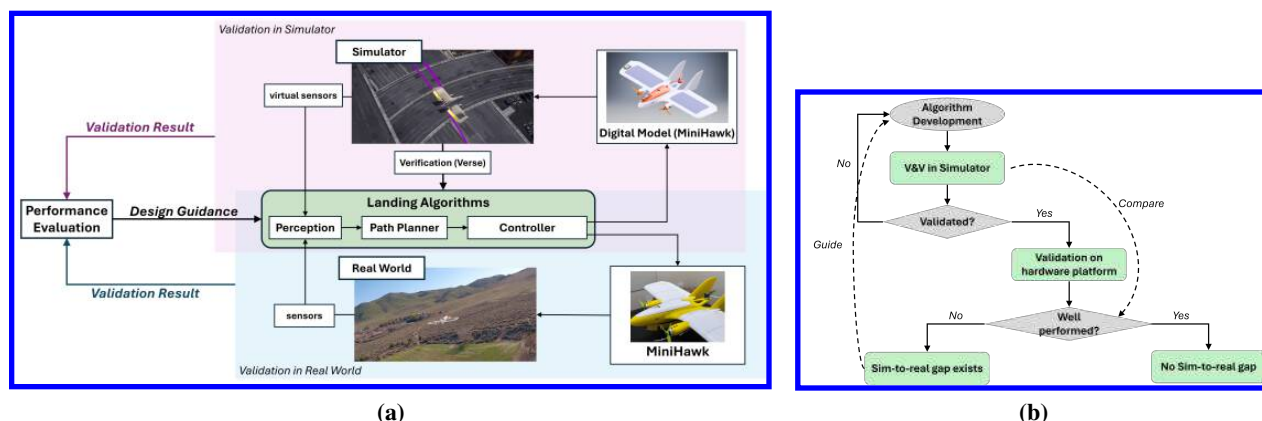 Validation in Simulator
Simulator
virtual sensors
Digital Model (MiniHawk)
Validation Result
Verification (Verse)
Landing Algorithms
Performance
Evaluation
Design Guidance
Perception
Path Planner
Controller
Real World
Validation Result
sensors
MiniHawk
Validation in Real World
(a)
Algorithm
Development
No
V&V in Simulator
Compare
Yes
Validated?
Guide
Validation on
hardware platform
No
Well
performed?
Yes
Sim-to-real gap exists
No Sim-to-real gap
(b)